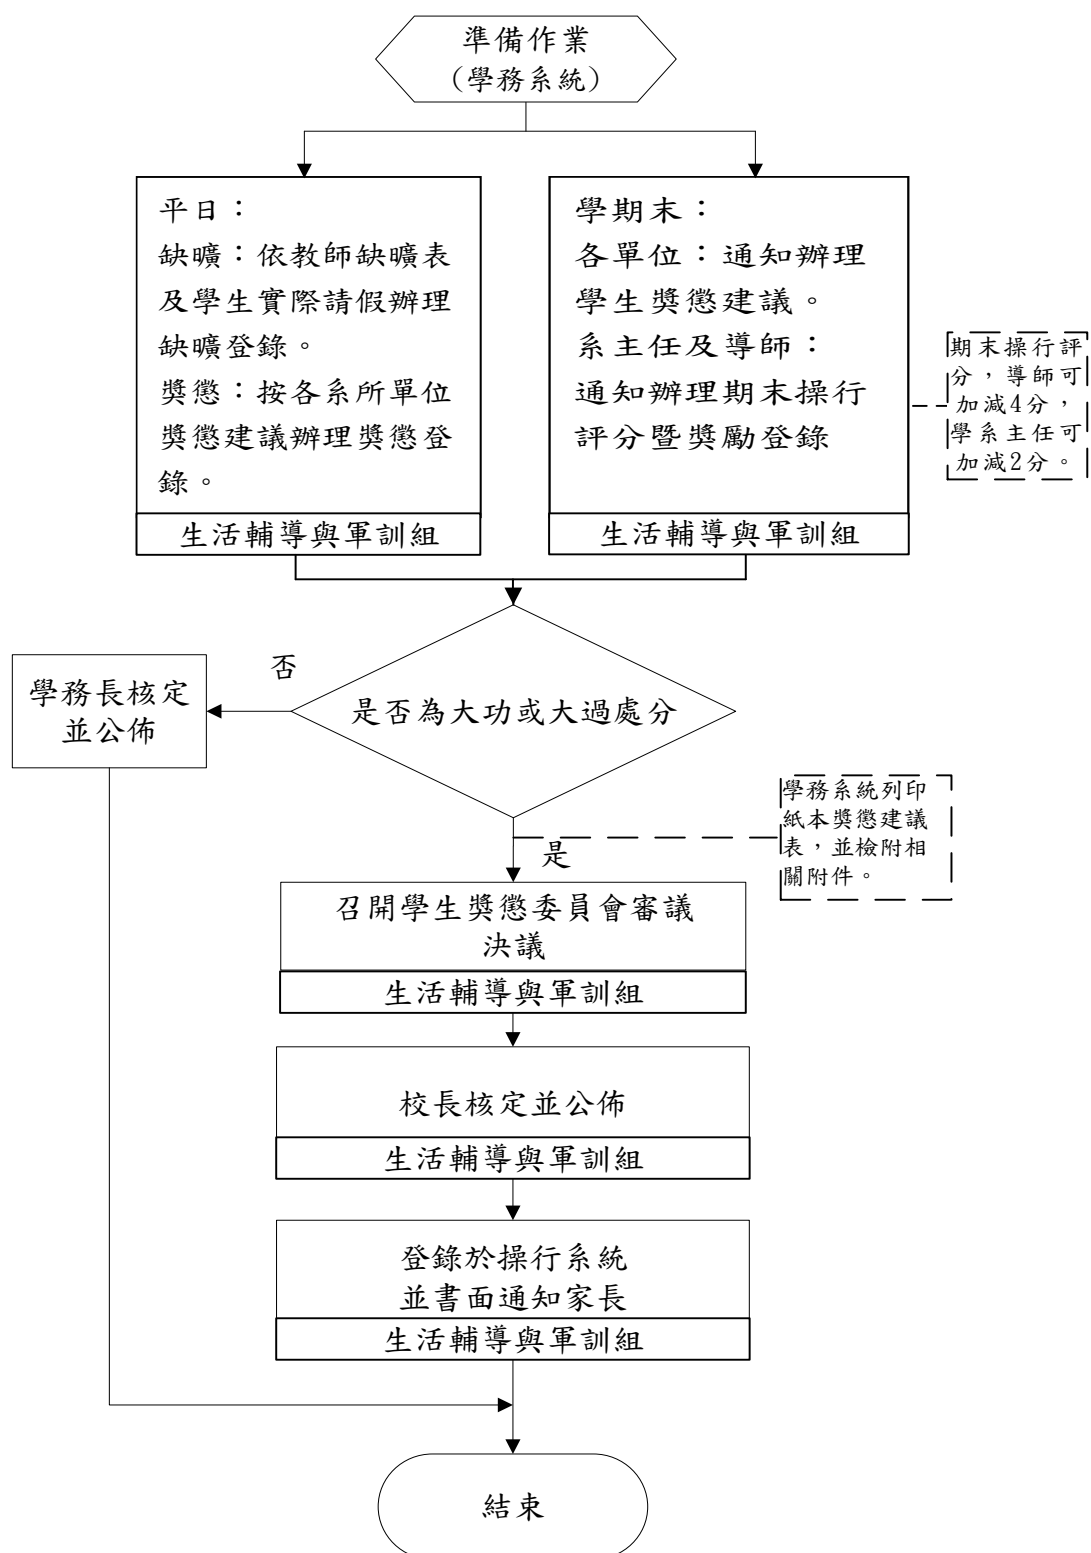 準備作業
(學務系統)
平日：
缺曠：依教師缺曠表
及學生實際請假辦理
缺曠登錄。
獎懲：按各系所單位
獎懲建議辦理獎懲登
錄。
生活輔導與軍訓組
學期末：
各單位：通知辦理
學生獎懲建議。
系主任及導師：
通知辦理期末操行
評分暨獎勵登錄
生活輔導與軍訓組
期末操行評
分，導師可
加減4分，
學系主任可
加減2分。
否
學務長核定
並公佈
是否為大功或大過處分
學務系統列印
紙本獎懲建議
表，並檢附相
關附件。
是
召開學生獎懲委員會審議
決議
生活輔導與軍訓組
校長核定並公佈
生活輔導與軍訓組
登錄於操行系統
並書面通知家長
生活輔導與軍訓組
結束